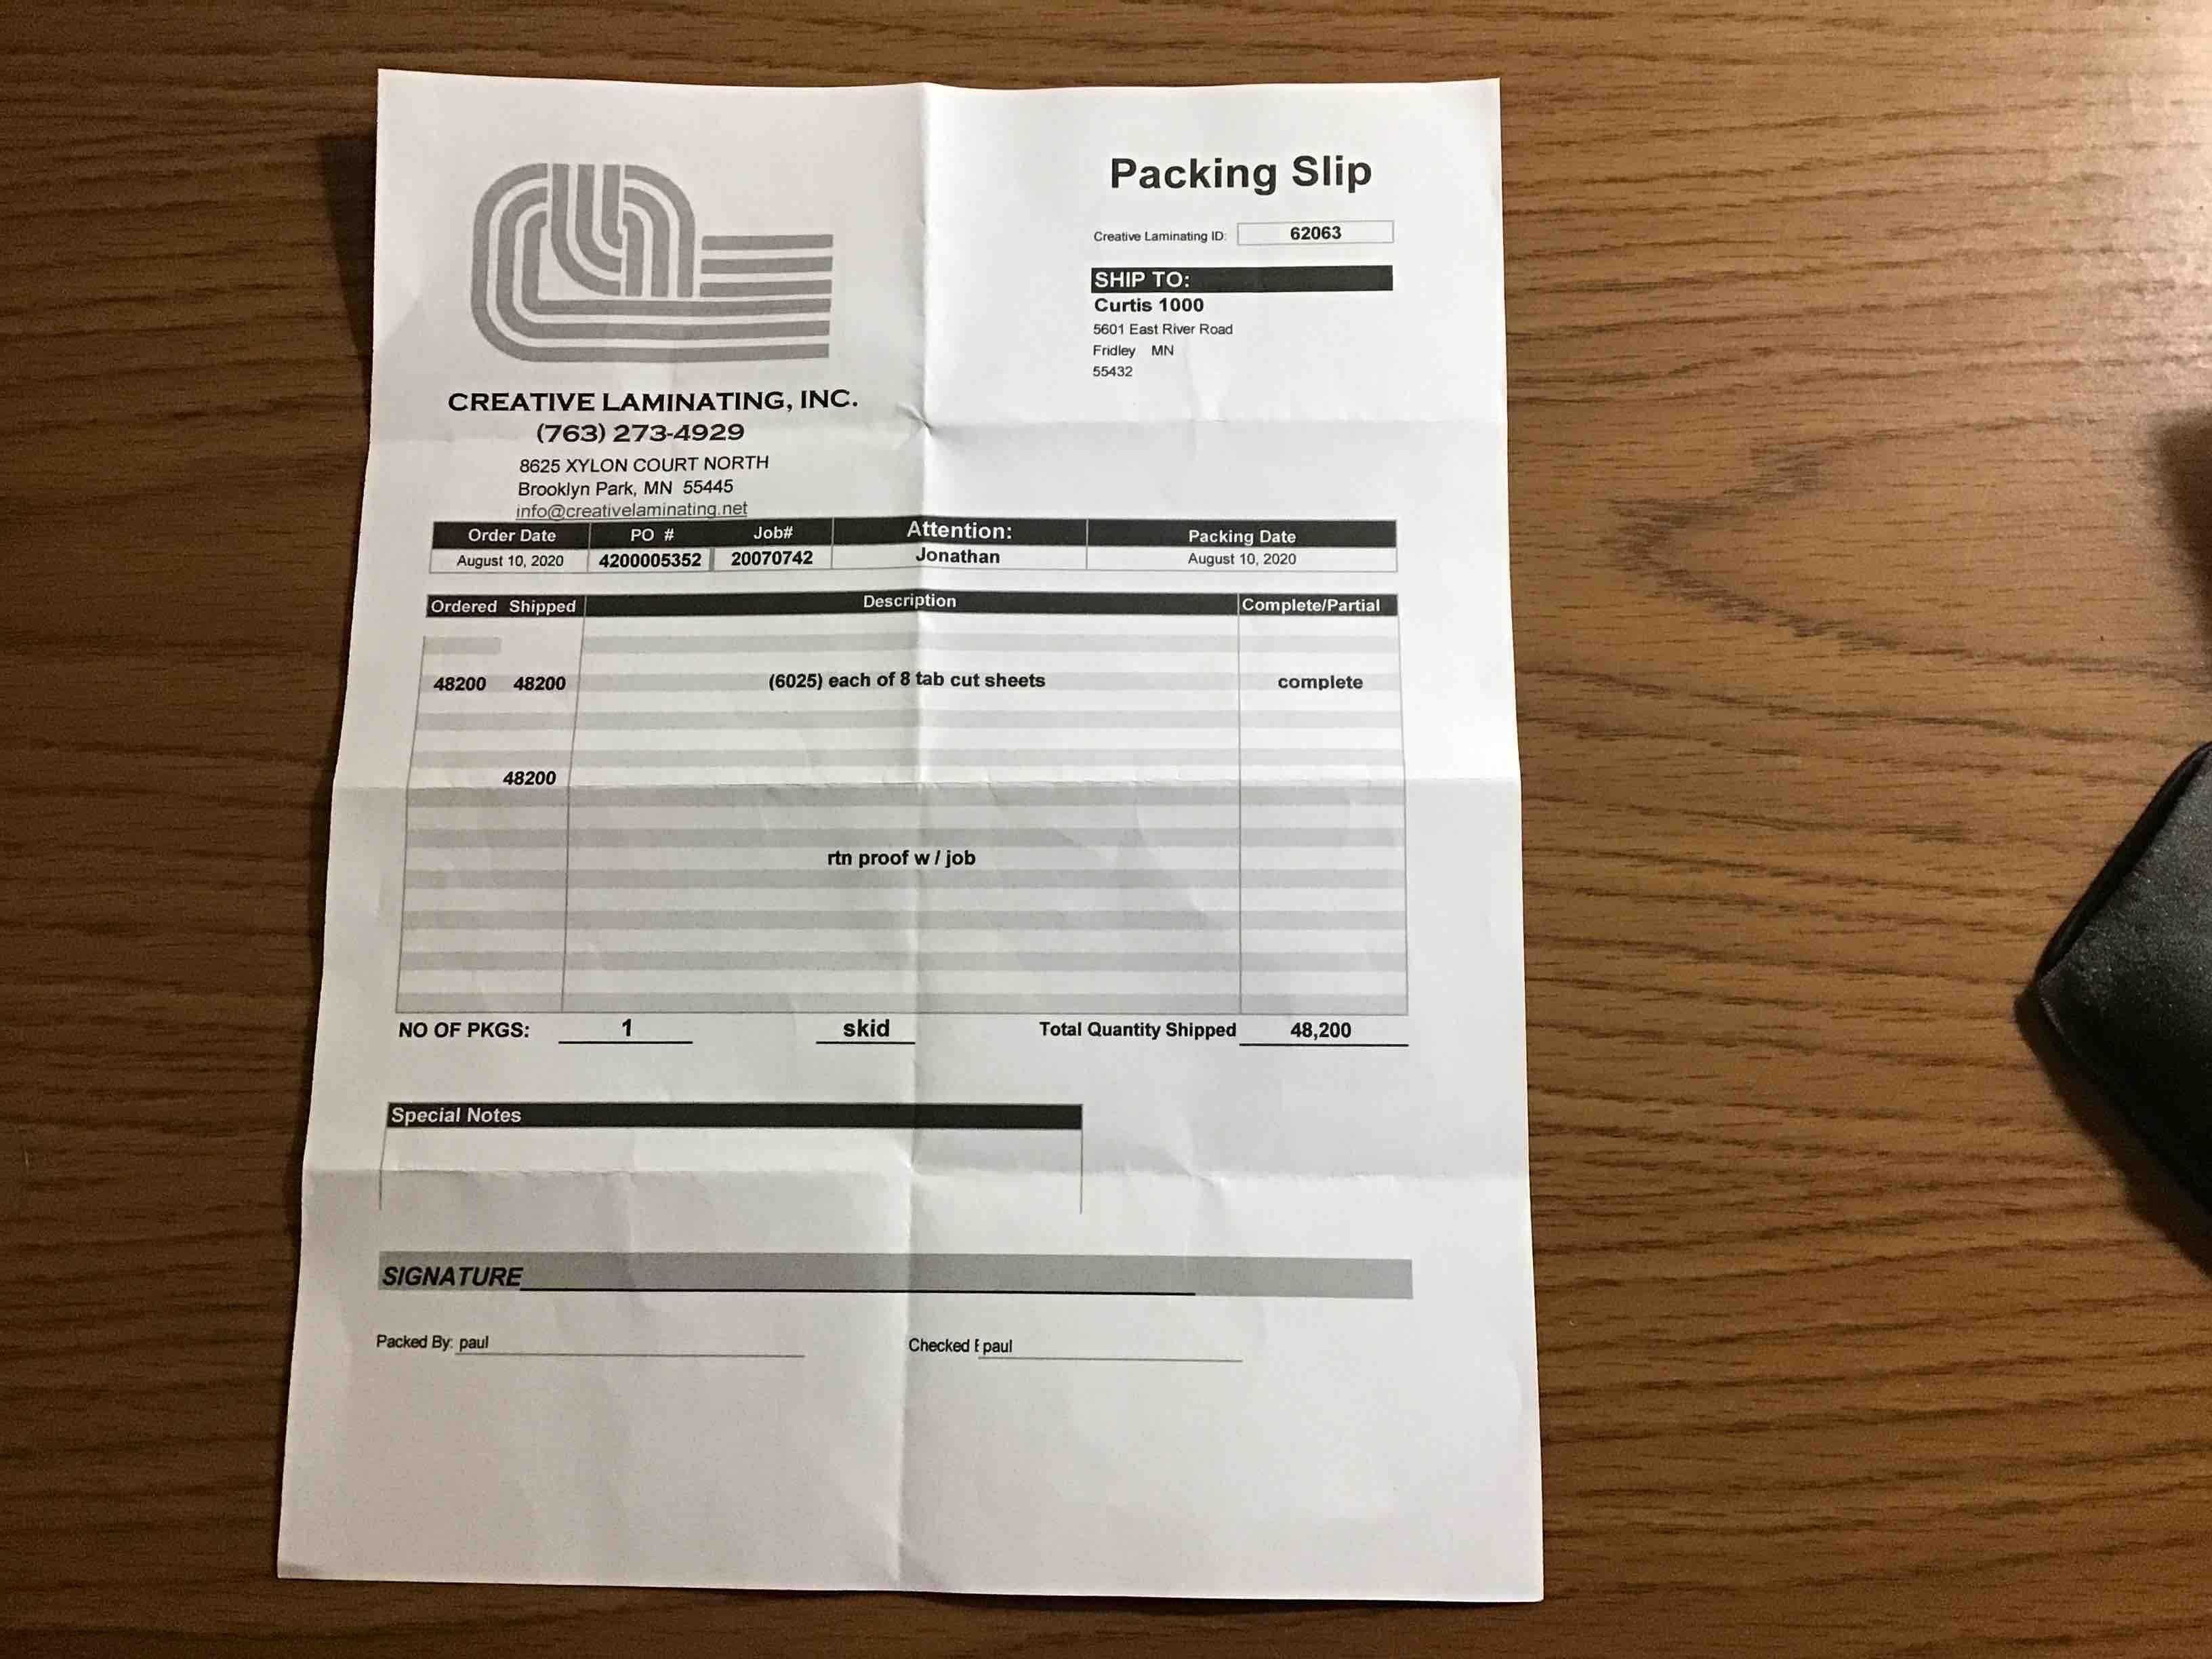 Packing Slip
Creative Laminating ID: 62063
SHIP TO:
Curtis 1000
5601 East River Road
Fridley MN
55432
CREATIVE LAMINATING, INC.
(763) 273-4929
8625 XYLON COURT NORTH
Brooklyn Park, MN 55445
info@creativelaminating.net
Order Date PO # Job# Attention: Packing Date
August 10, 2020 4200005352 20070742 Jonathan August 10, 2020
Ordered Shipped Description Complete/Partial
48200 48200 (6025) each of 8 tab cut sheets complete
48200
rtn proof w / job
NO OF PKGS: 1 skid Total Quantity Shipped 48,200
Special Notes
SIGNATURE
Packed By: paul Checked E paul